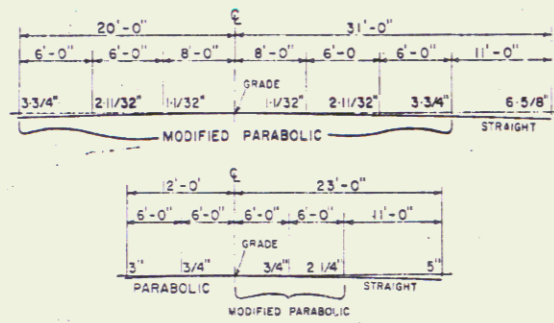 ℄
20'-0" 31'-0"
6'-0" 6'-0" 8'-0" 8'-0" 6'-0 6'-0" 11'-0"
GRADE
3·3/4" 2·11/32" 1·1/32" 1·1/32" 2·11/32" 3·3/4" 6·5/8"
MODIFIED PARABOLIC STRAIGHT
℄
12'-0' 23'-0"
6'-0" 6'-0" 6'-0" 6'-0" 11'-0"
GRADE
3" 3/4" 3/4" 2 1/4" 5"
PARABOLIC STRAIGHT
MODIFIED PARABOLIC